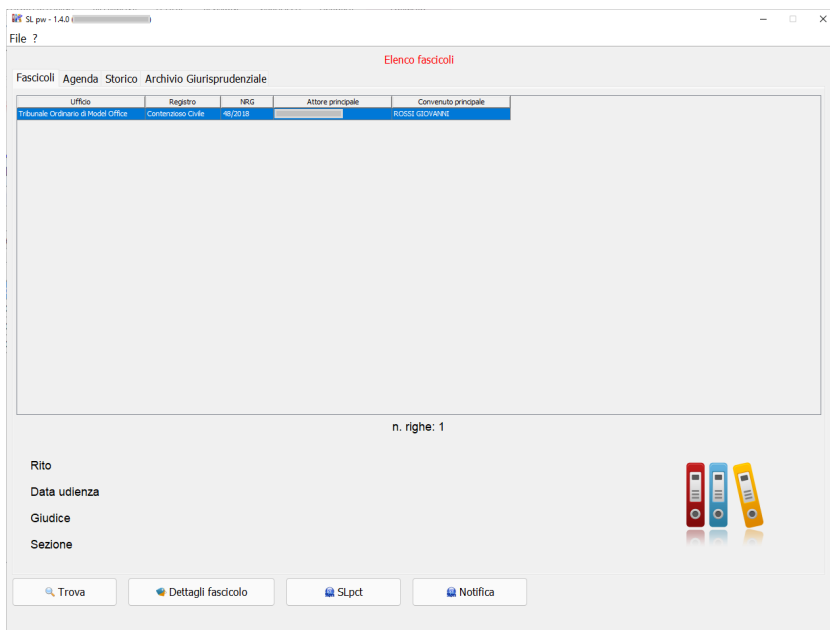 SL pw - 1.4.0 (
File ?
Elenco fascicoli
Fascicoli Agenda Storico Archivio Giurisprudenziale
Ufficio Registro NRG Attore principale Convenuto principale
Tribunale Ordinario di Model Office Contenzioso Civile 48/2018 ROSSI GIOVANNI
n. righe: 1
Rito
Data udienza
Giudice
Sezione
Trova Dettagli fascicolo SLpct Notifica